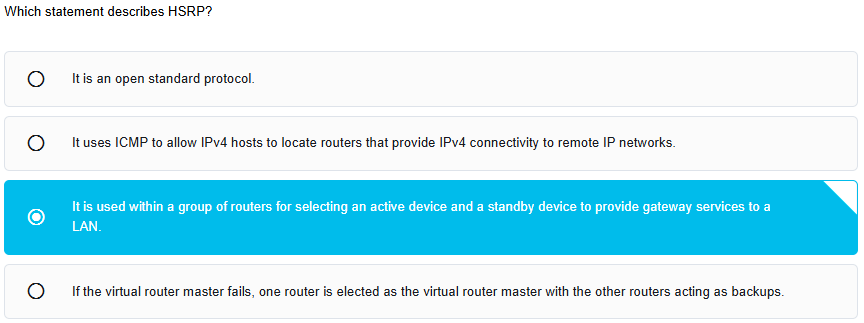 Which statement describes HSRP?
It is an open standard protocol.
It uses ICMP to allow IPv4 hosts to locate routers that provide IPv4 connectivity to remote IP networks.
It is used within a group of routers for selecting an active device and a standby device to provide gateway services to a
LAN.
If the virtual router master fails, one router is elected as the virtual router master with the other routers acting as backups.